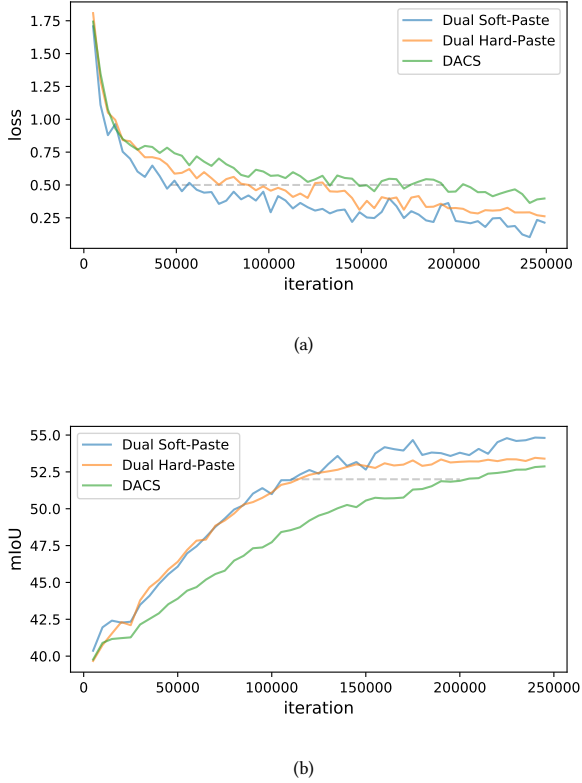 1.75
1.50
1.25
1.00
0.75
0.50
0.25
loss
Dual Soft-Paste
Dual Hard-Paste
DACS
0 50000 100000 150000 200000 250000
iteration
(a)
55.0
52.5
50.0
47.5
45.0
42.5
40.0
mIoU
Dual Soft-Paste
Dual Hard-Paste
DACS
0 50000 100000 150000 200000 250000
iteration
(b)